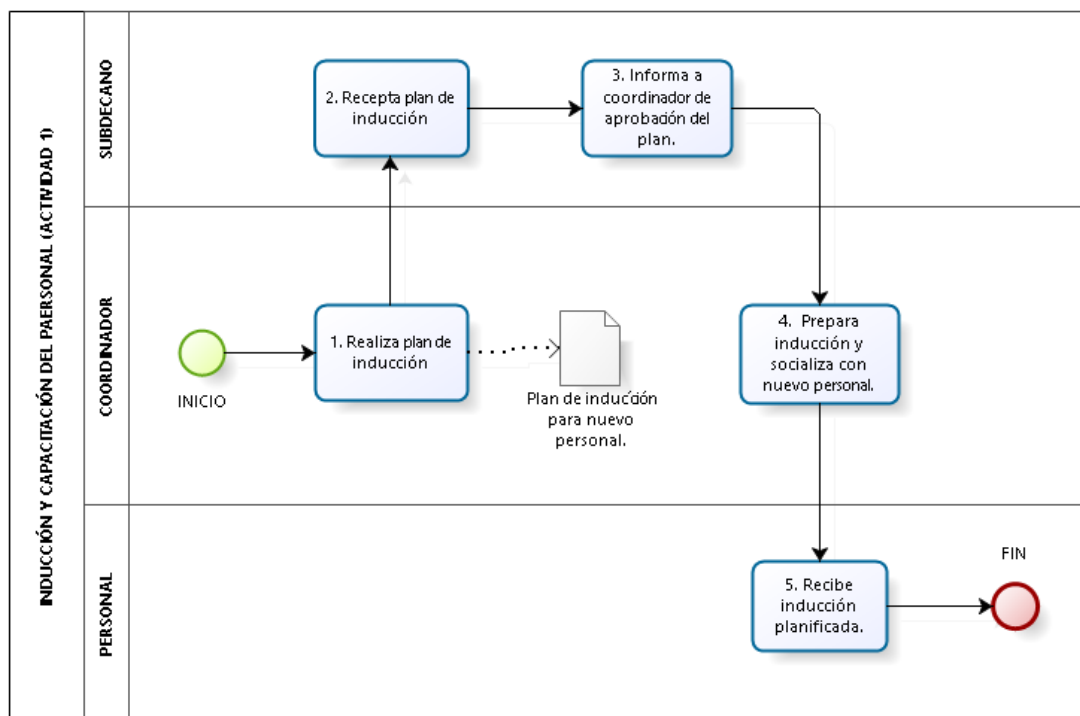 INDUCCIÓN Y CAPACITACIÓN DEL PAERSONAL (ACTIVIDAD 1)
SUBDECANO
2. Recepta plan de
inducción
3. Informa a
coordinador de
aprobación del
plan.
COORDINADOR
INICIO
1. Realiza plan de
inducción
Plan de inducción
para nuevo
personal.
4. Prepara
inducción y
socializa con
nuevo personal.
PERSONAL
5. Recibe
inducción
planificada.
FIN